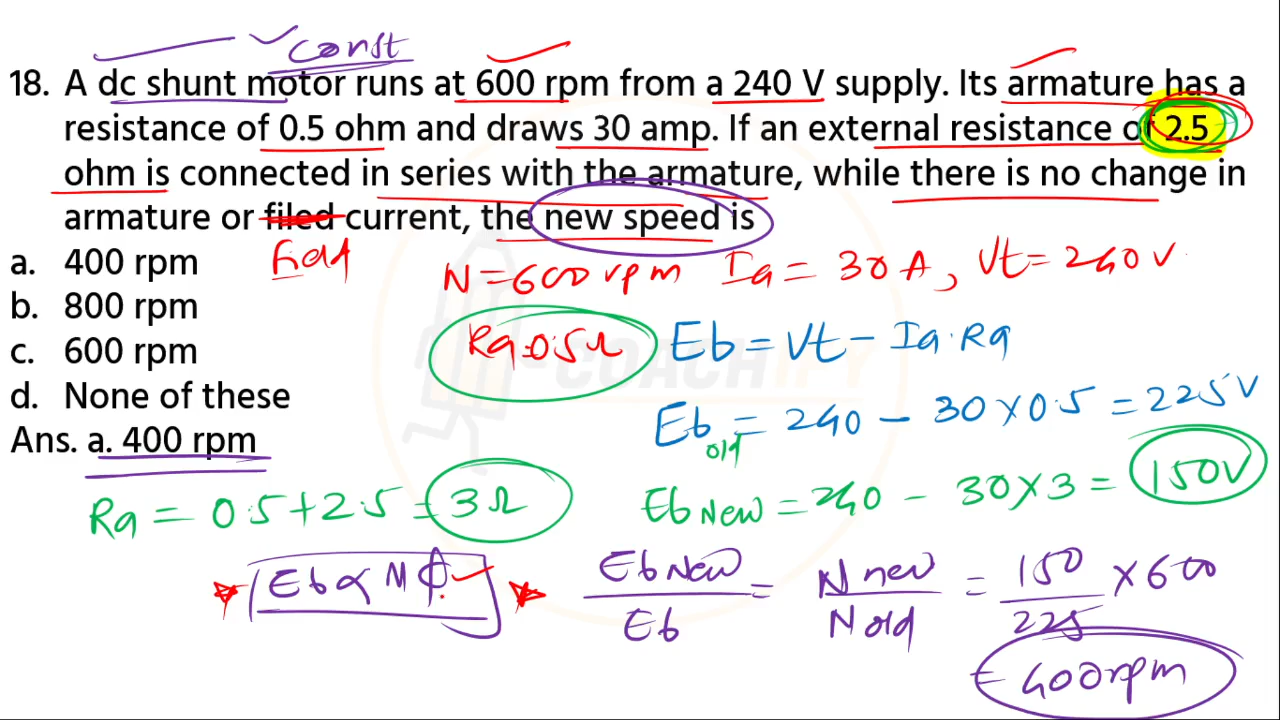 const
18. A dc shunt motor runs at 600 rpm from a 240 V supply. Its armature has a
resistance of 0.5 ohm and draws 30 amp. If an external resistance of 2.5
ohm is connected in series with the armature, while there is no change in
armature or filed current, the new speed is
a. 400 rpm
b. 800 rpm
c. 600 rpm
d. None of these
Ans. a. 400 rpm
Field
N = 600 rpm Ia = 30 A, Vt = 240 V
Ra = 0.5 Ω Eb = Vt - Ia.Ra
COACHIFY
Eb old = 240 - 30 × 0.5 = 225 V
Ra = 0.5 + 2.5 = 3 Ω
Eb New = 240 - 30 × 3 = 150V
Eb ∝ N φ
Eb New / Eb = N new / N old = 150 / 225 × 600
= 400 rpm